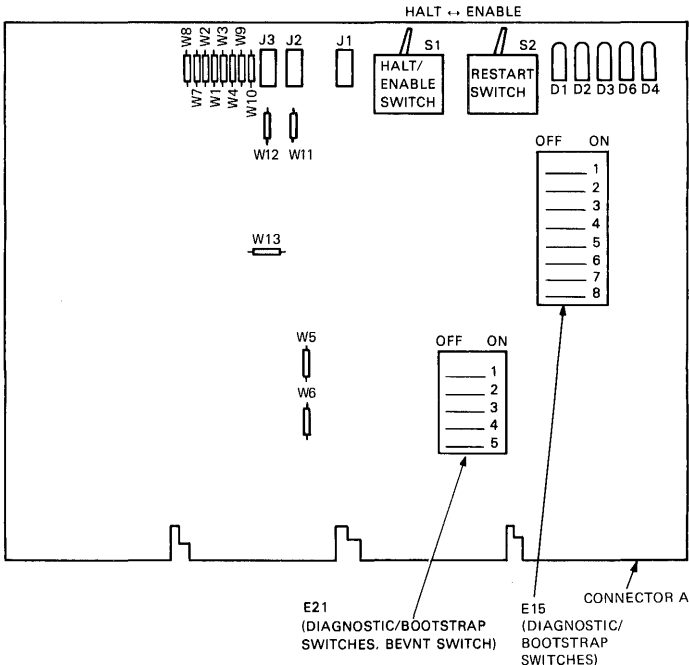 HALT ↔ ENABLE
W8
W2
W3
W9
J3
J2
J1
S1
S2
HALT/
ENABLE
SWITCH
RESTART
SWITCH
W7
W1
W4
W10
D1 D2 D3 D6 D4
W12
W11
OFF ON
1
2
3
4
5
6
7
8
W13
W5
W6
OFF ON
1
2
3
4
5
CONNECTOR A
E21
(DIAGNOSTIC/BOOTSTRAP
SWITCHES, BEVNT SWITCH)
E15
(DIAGNOSTIC/
BOOTSTRAP
SWITCHES)